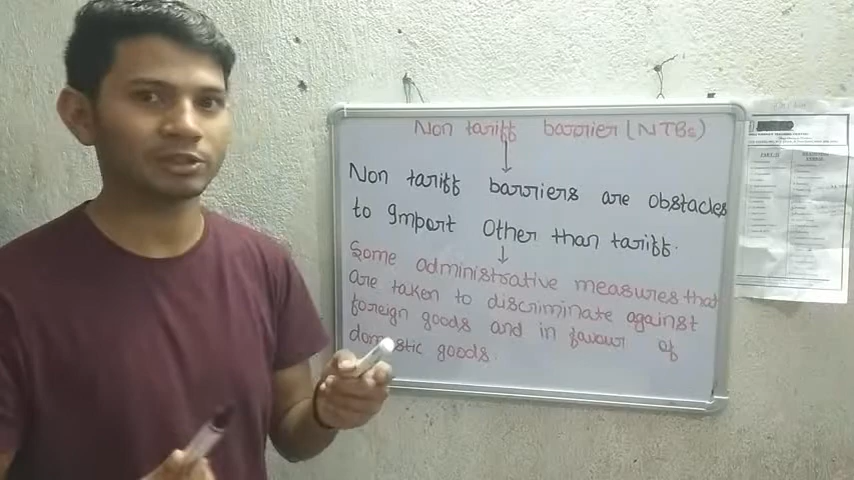 Non tariff barrier (NTBs)
Non tariff barriers are obstacles
to Import Other than tariff.
Some administrative measures that
are taken to discriminate against
foreign goods and in favour of
domestic goods.